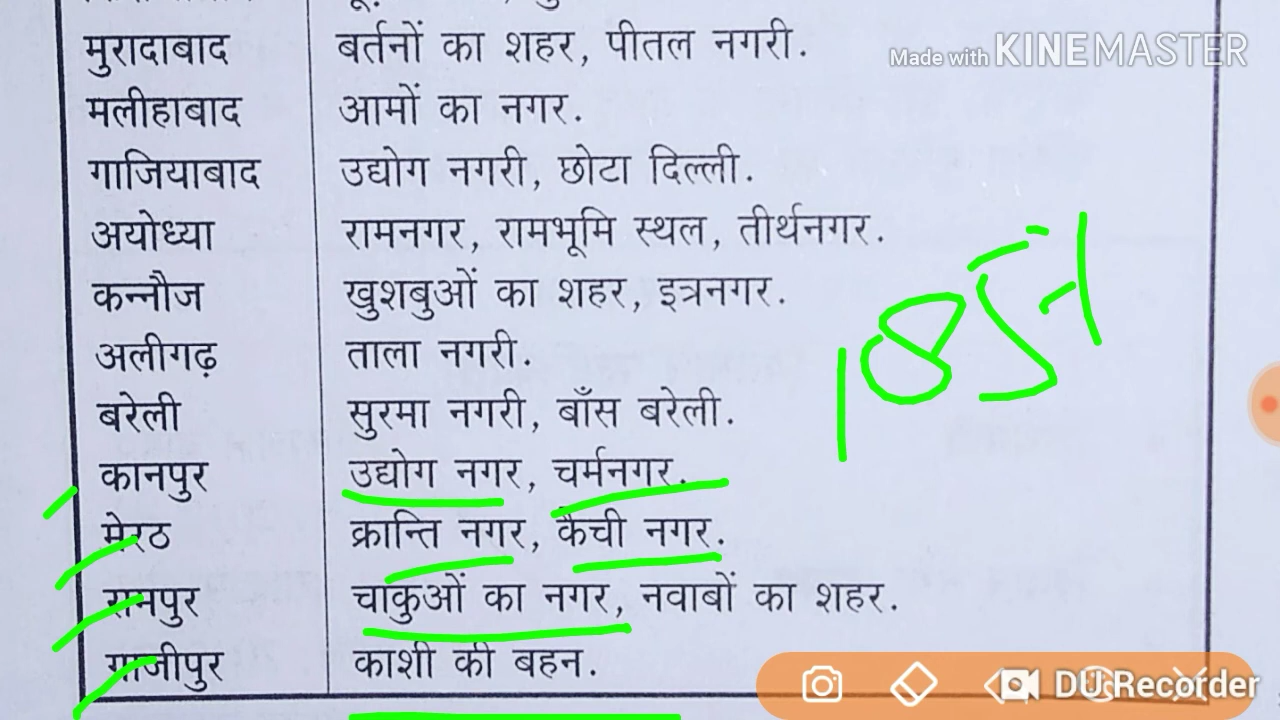 मुरादाबाद बर्तनों का शहर, पीतल नगरी.
Made with KINEMASTER
मलीहाबाद आमों का नगर.
गाजियाबाद उद्योग नगरी, छोटा दिल्ली.
अयोध्या रामनगर, रामभूमि स्थल, तीर्थनगर.
कन्नौज खुशबुओं का शहर, इत्रनगर.
अलीगढ़ ताला नगरी.
1857
बरेली सुरमा नगरी, बाँस बरेली.
कानपुर उद्योग नगर, चर्मनगर.
मेरठ क्रान्ति नगर, कैची नगर.
रामपुर चाकुओं का नगर, नवाबों का शहर.
गाजीपुर काशी की बहन.
DU Recorder